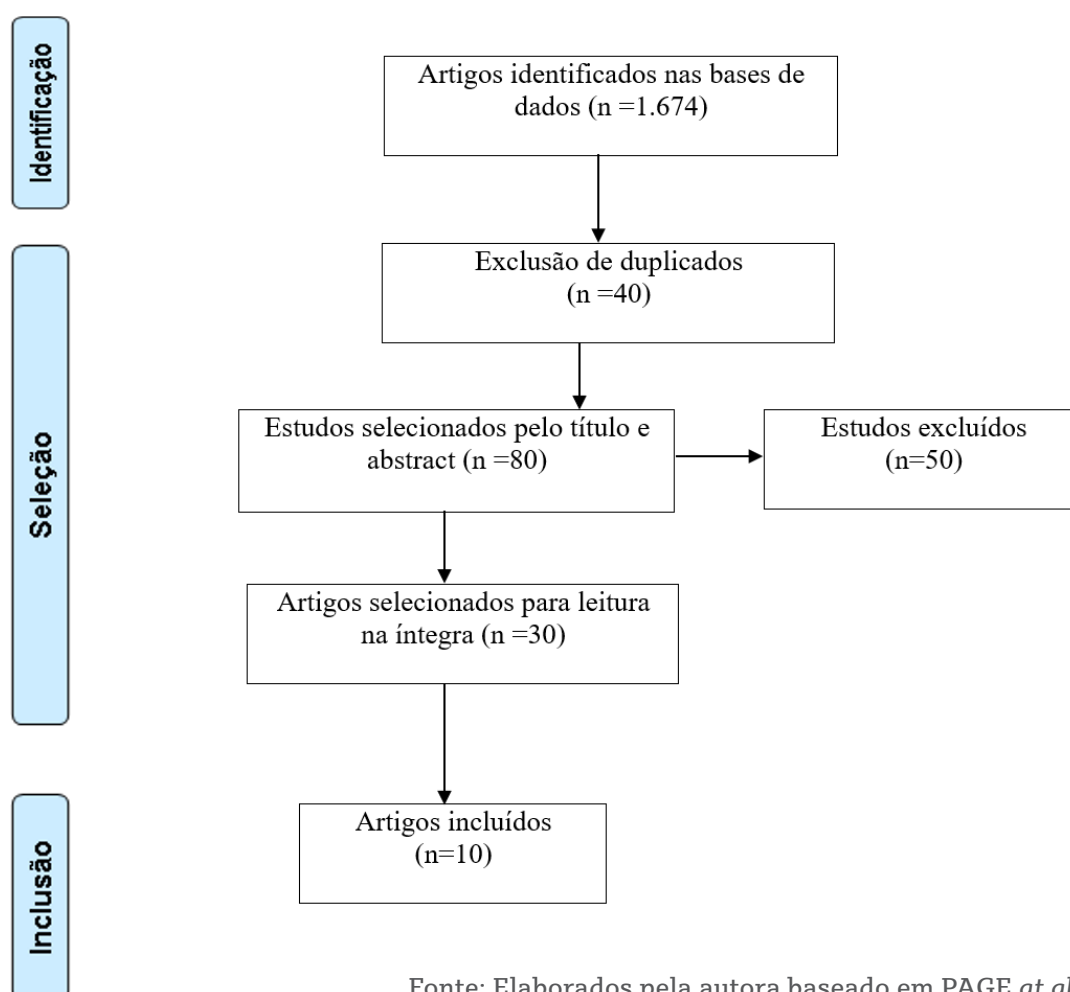 Identificação
Artigos identificados nas bases de
dados (n =1.674)
Seleção
Exclusão de duplicados
(n =40)
Estudos selecionados pelo título e
abstract (n =80)
Estudos excluídos
(n=50)
Artigos selecionados para leitura
na íntegra (n =30)
Inclusão
Artigos incluídos
(n=10)
Fonte: Elaborados pela autora baseado em PAGE at al